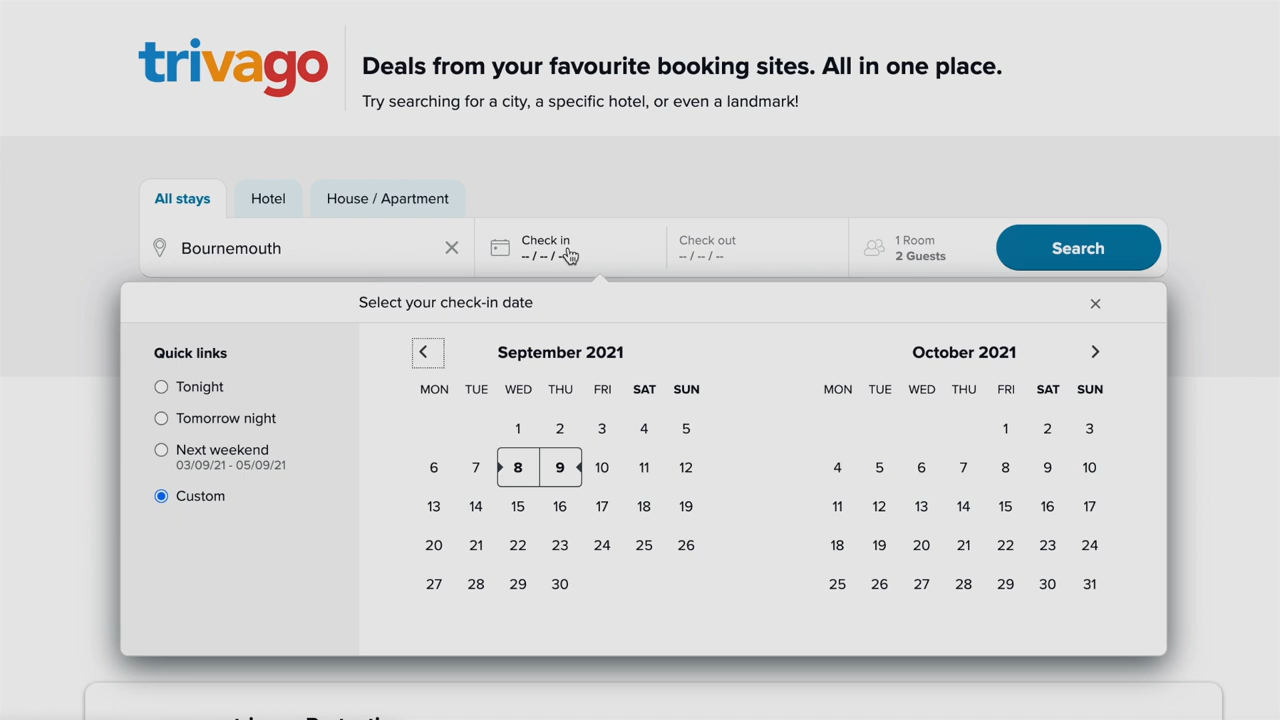 trivago
Deals from your favourite booking sites. All in one place.
Try searching for a city, a specific hotel, or even a landmark!
All stays
Hotel
House / Apartment
Bournemouth
Check in
-- / -- / --
Check out
-- / -- / --
1 Room
2 Guests
Search
Select your check-in date
Quick links
Tonight
Tomorrow night
Next weekend
03/09/21 - 05/09/21
Custom
September 2021
MON TUE WED THU FRI SAT SUN
1 2 3 4 5
6 7 8 9 10 11 12
13 14 15 16 17 18 19
20 21 22 23 24 25 26
27 28 29 30
October 2021
MON TUE WED THU FRI SAT SUN
1 2 3
4 5 6 7 8 9 10
11 12 13 14 15 16 17
18 19 20 21 22 23 24
25 26 27 28 29 30 31